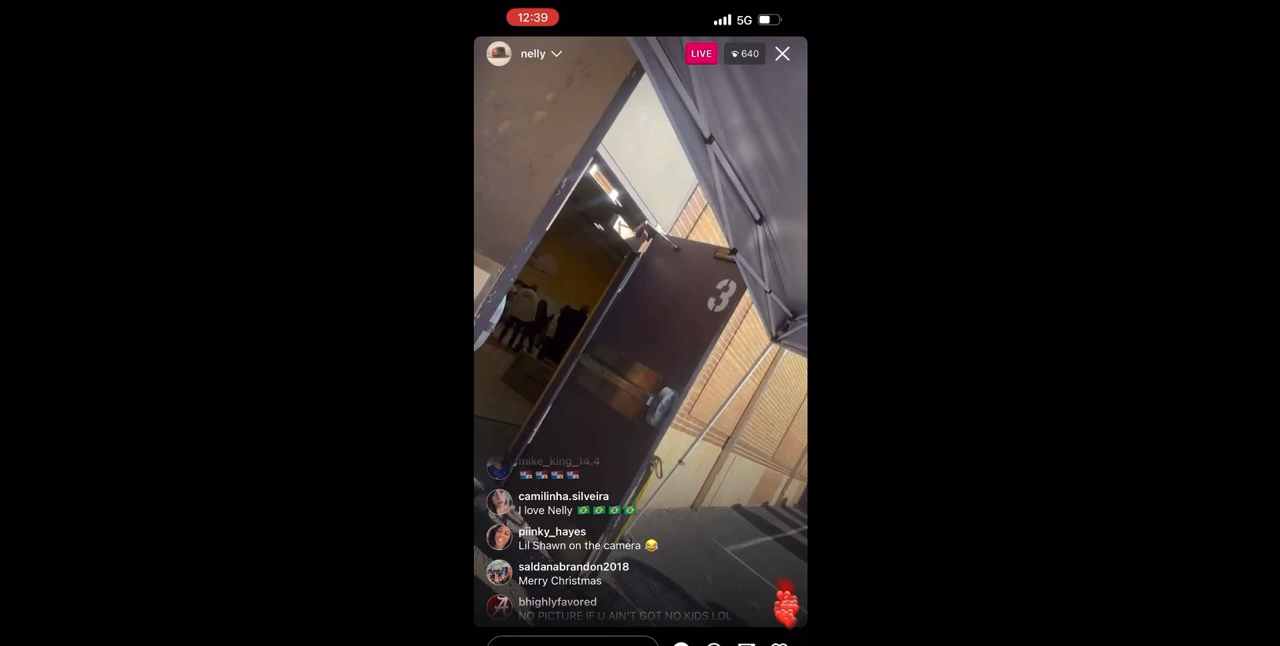 12:39
5G
nelly
LIVE
640
3
mike_king_14.4
🇵🇦 🇵🇦 🇵🇦 🇵🇦
camilinha.silveira
I love Nelly 🇧🇷 🇧🇷 🇧🇷 🇧🇷
piinky_hayes
Lil Shawn on the camera 😂
saldanabrandon2018
Merry Christmas
bhighlyfavored
NO PICTURE IF U AIN'T GOT NO KIDS LOL